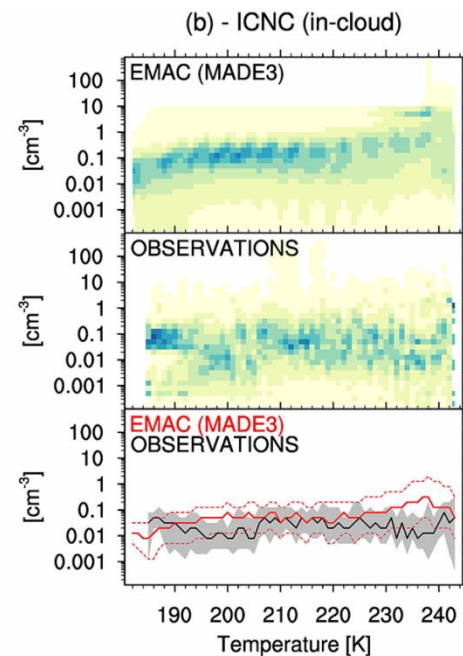 (b) - ICNC (in-cloud)
EMAC (MADE3)
100
10
1
0.1
0.01
0.001
[cm⁻³]
OBSERVATIONS
100
10
1
0.1
0.01
0.001
[cm⁻³]
EMAC (MADE3)
OBSERVATIONS
100
10
1
0.1
0.01
0.001
[cm⁻³]
190 200 210 220 230 240
Temperature [K]